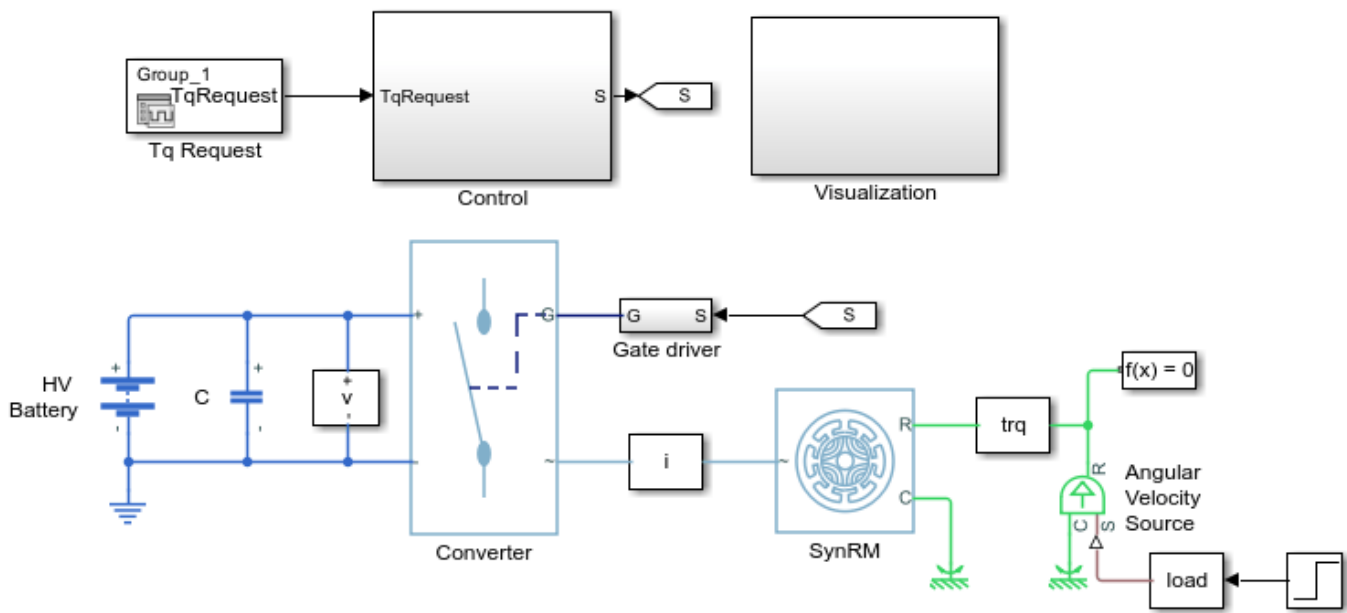 Group_1
TqRequest
Tq Request
TqRequest
S
Control
S
Visualization
HV
Battery
+
-
C
+
-
+
v
-
+
-
G
~
Converter
G
S
Gate driver
S
i
~
R
C
SynRM
trq
f(x) = 0
R
C
S
Angular
Velocity
Source
load